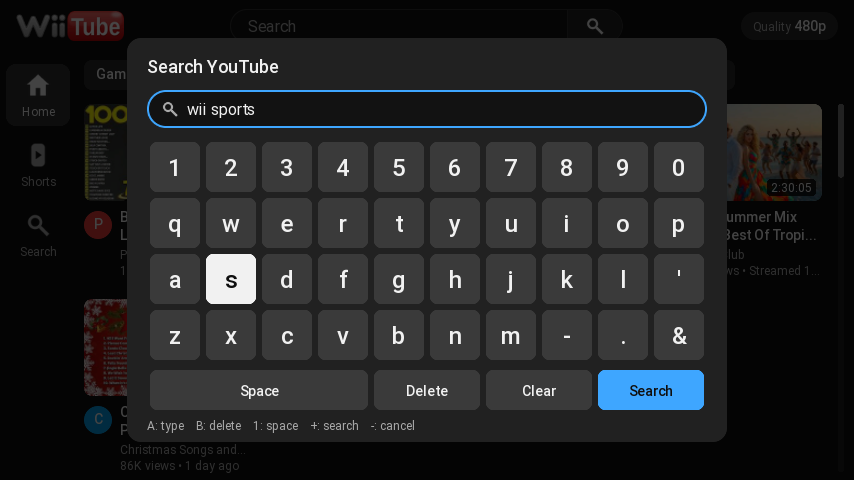 WiiTube
Search
Quality 480p
Gam
Home
Shorts
Search
Search YouTube
wii sports
1 2 3 4 5 6 7 8 9 0
q w e r t y u i o p
a s d f g h j k l '
z x c v b n m - . &
Space Delete Clear Search
A: type B: delete 1: space +: search -: cancel
100
2:30:05
P
B
L
P
1
ummer Mix
Best Of Tropi...
lub
ws • Streamed 1...
C
C
P
Christmas Songs and...
86K views • 1 day ago